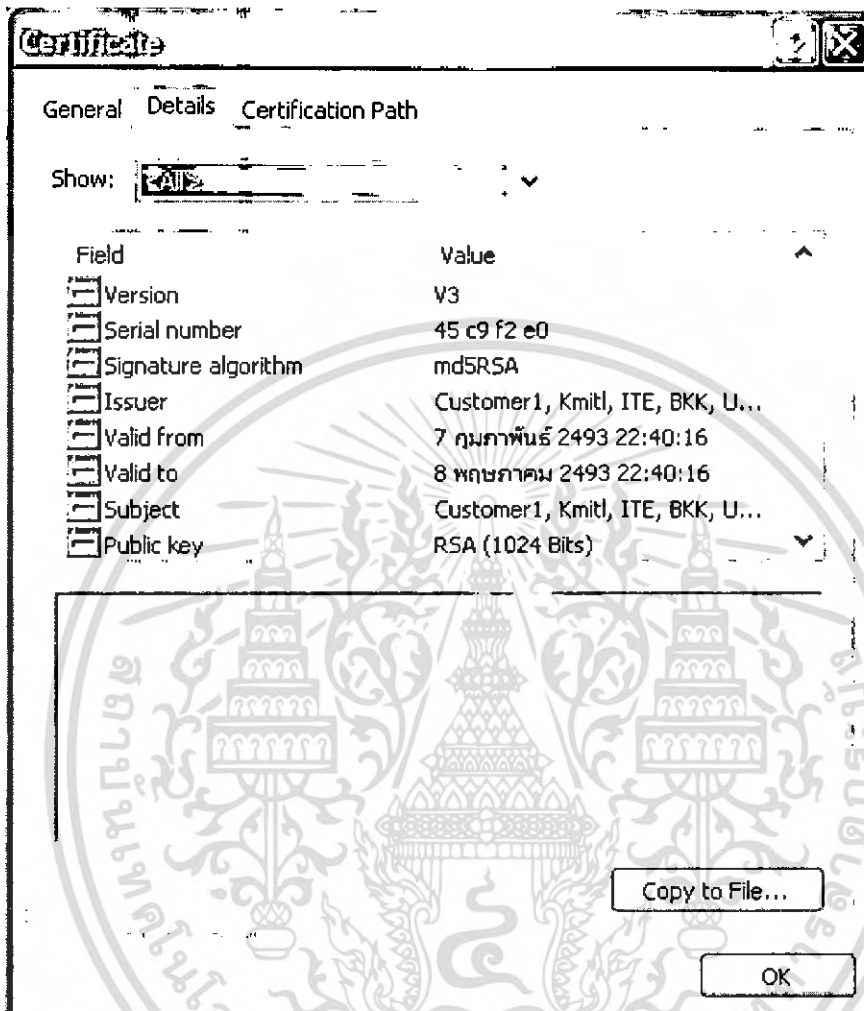 Certificate
General Details Certification Path
Show: <All>
Field Value
Version V3
Serial number 45 c9 f2 e0
Signature algorithm md5RSA
Issuer Customer1, Kmitl, ITE, BKK, U...
Valid from 7 กุมภาพันธ์ 2493 22:40:16
Valid to 8 พฤษภาคม 2493 22:40:16
Subject Customer1, Kmitl, ITE, BKK, U...
Public key RSA (1024 Bits)
Copy to File...
OK